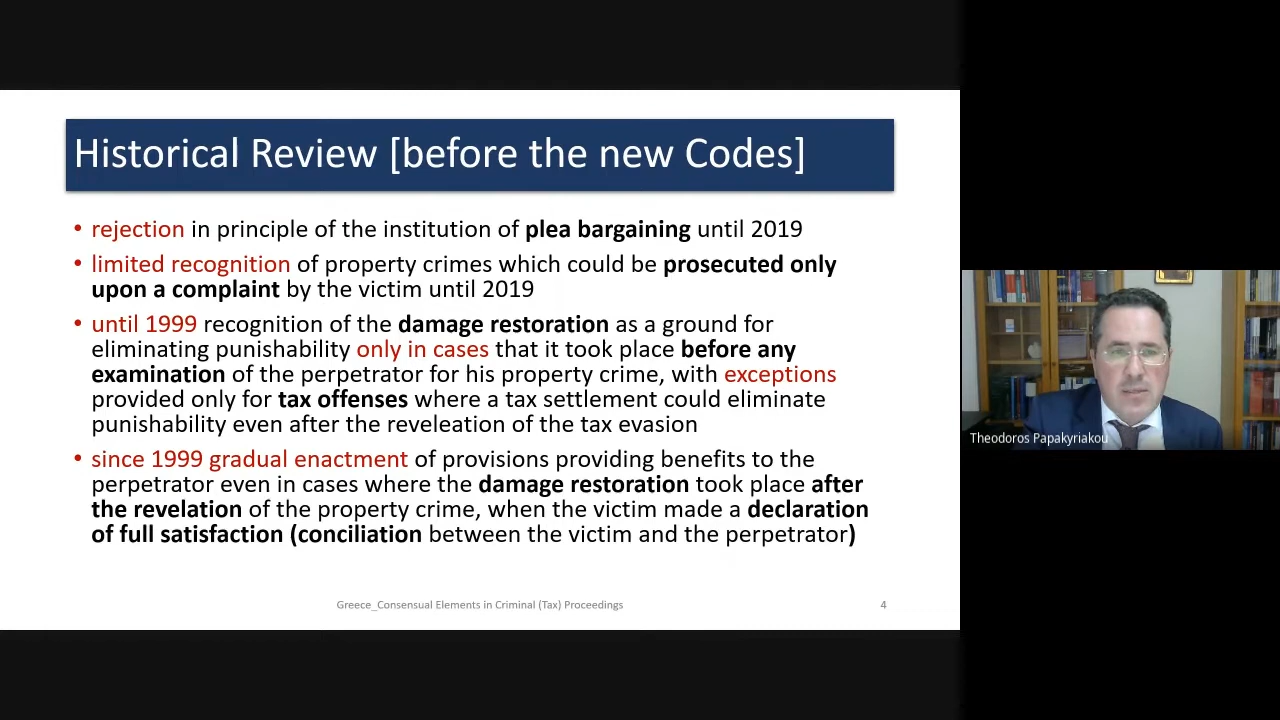 Historical Review [before the new Codes]
• rejection in principle of the institution of plea bargaining until 2019
• limited recognition of property crimes which could be prosecuted only
upon a complaint by the victim until 2019
• until 1999 recognition of the damage restoration as a ground for
eliminating punishability only in cases that it took place before any
examination of the perpetrator for his property crime, with exceptions
provided only for tax offenses where a tax settlement could eliminate
punishability even after the reveleation of the tax evasion
• since 1999 gradual enactment of provisions providing benefits to the
perpetrator even in cases where the damage restoration took place after
the revelation of the property crime, when the victim made a declaration
of full satisfaction (conciliation between the victim and the perpetrator)
Greece_Consensual Elements in Criminal (Tax) Proceedings
4
Theodoros Papakyriakou